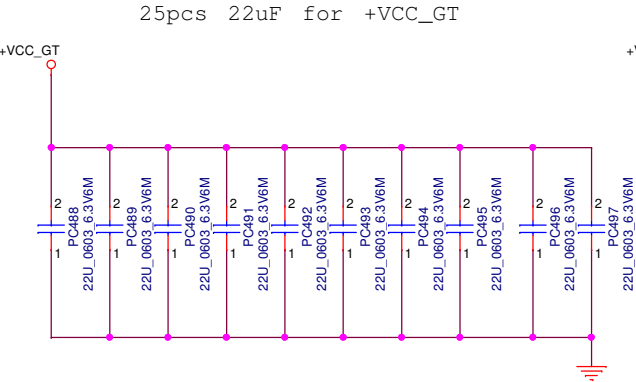 25pcs 22uF for +VCC_GT
+VCC_GT
2
PC488
22U_0603_6.3V6M
1
2
PC489
22U_0603_6.3V6M
1
2
PC490
22U_0603_6.3V6M
1
2
PC491
22U_0603_6.3V6M
1
2
PC492
22U_0603_6.3V6M
1
2
PC493
22U_0603_6.3V6M
1
2
PC494
22U_0603_6.3V6M
1
2
PC495
22U_0603_6.3V6M
1
2
PC496
22U_0603_6.3V6M
1
2
PC497
22U_0603_6.3V6M
1